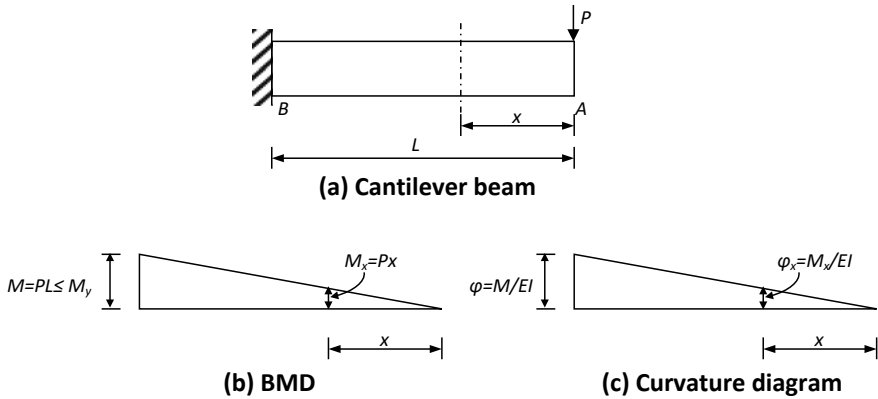 P
B
A
x
L
(a) Cantilever beam
M=PL≤ My
Mx=Px
x
(b) BMD
φ=M/EI
φx=Mx/EI
x
(c) Curvature diagram